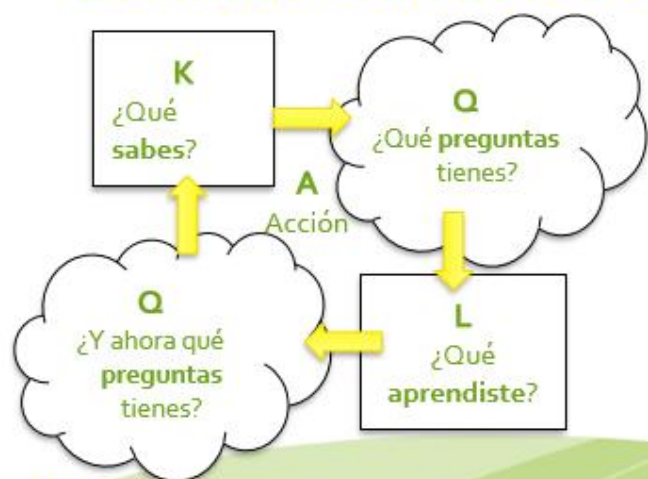 K
¿Qué
sabes?
Q
¿Qué preguntas
tienes?
A
Acción
L
¿Qué
aprendiste?
Q
¿Y ahora qué
preguntas
tienes?